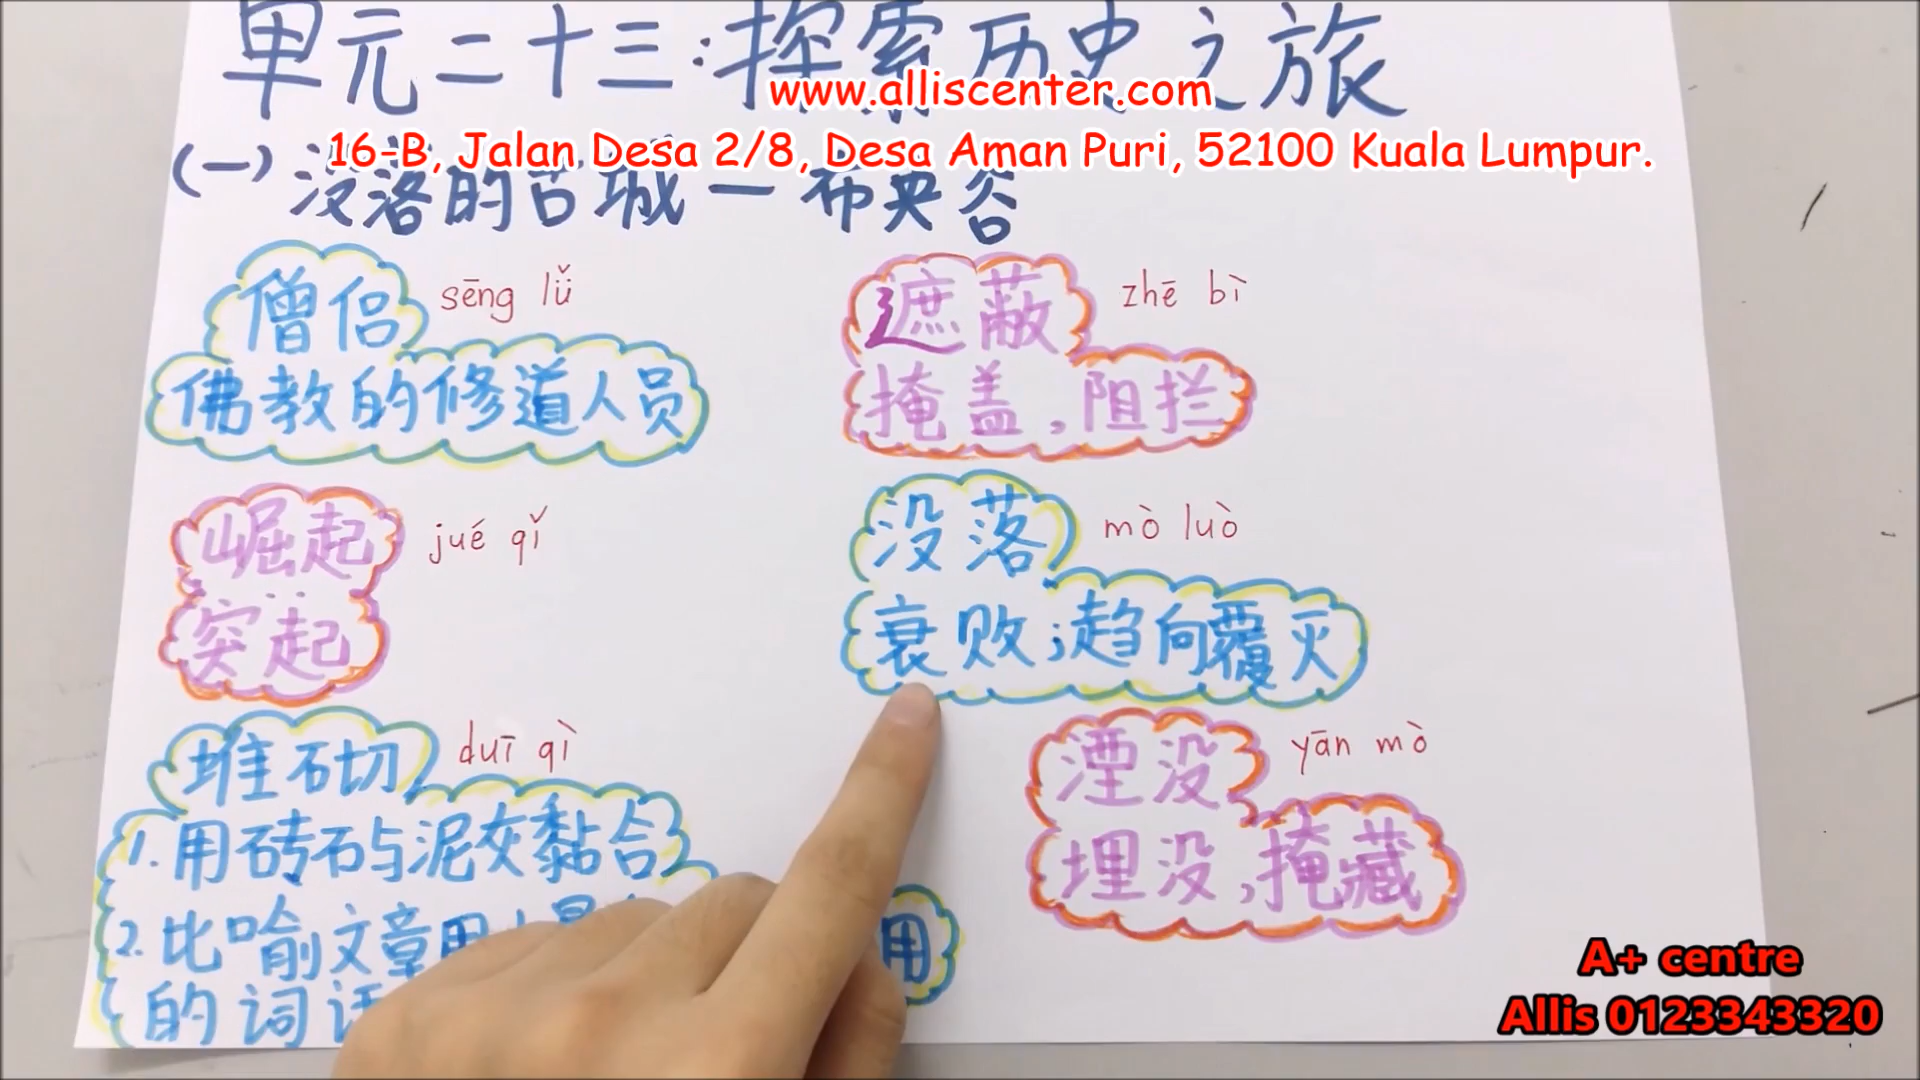 单元二十三:探索历史之旅
www.alliscenter.com
16-B, Jalan Desa 2/8, Desa Aman Puri, 52100 Kuala Lumpur.
(一)没落的古城一布央谷
僧侣 sēng lǚ
佛教的修道人员
崛起 jué qǐ
突起
堆砌 duī qì
1.用砖石与泥灰黏合
2.比喻文章用 用
的词语
遮蔽 zhē bì
掩盖,阻拦
没落 mò luò
衰败;趋向覆灭
湮没 yān mò
埋没,掩藏
A+ centre
Allis 0123343320